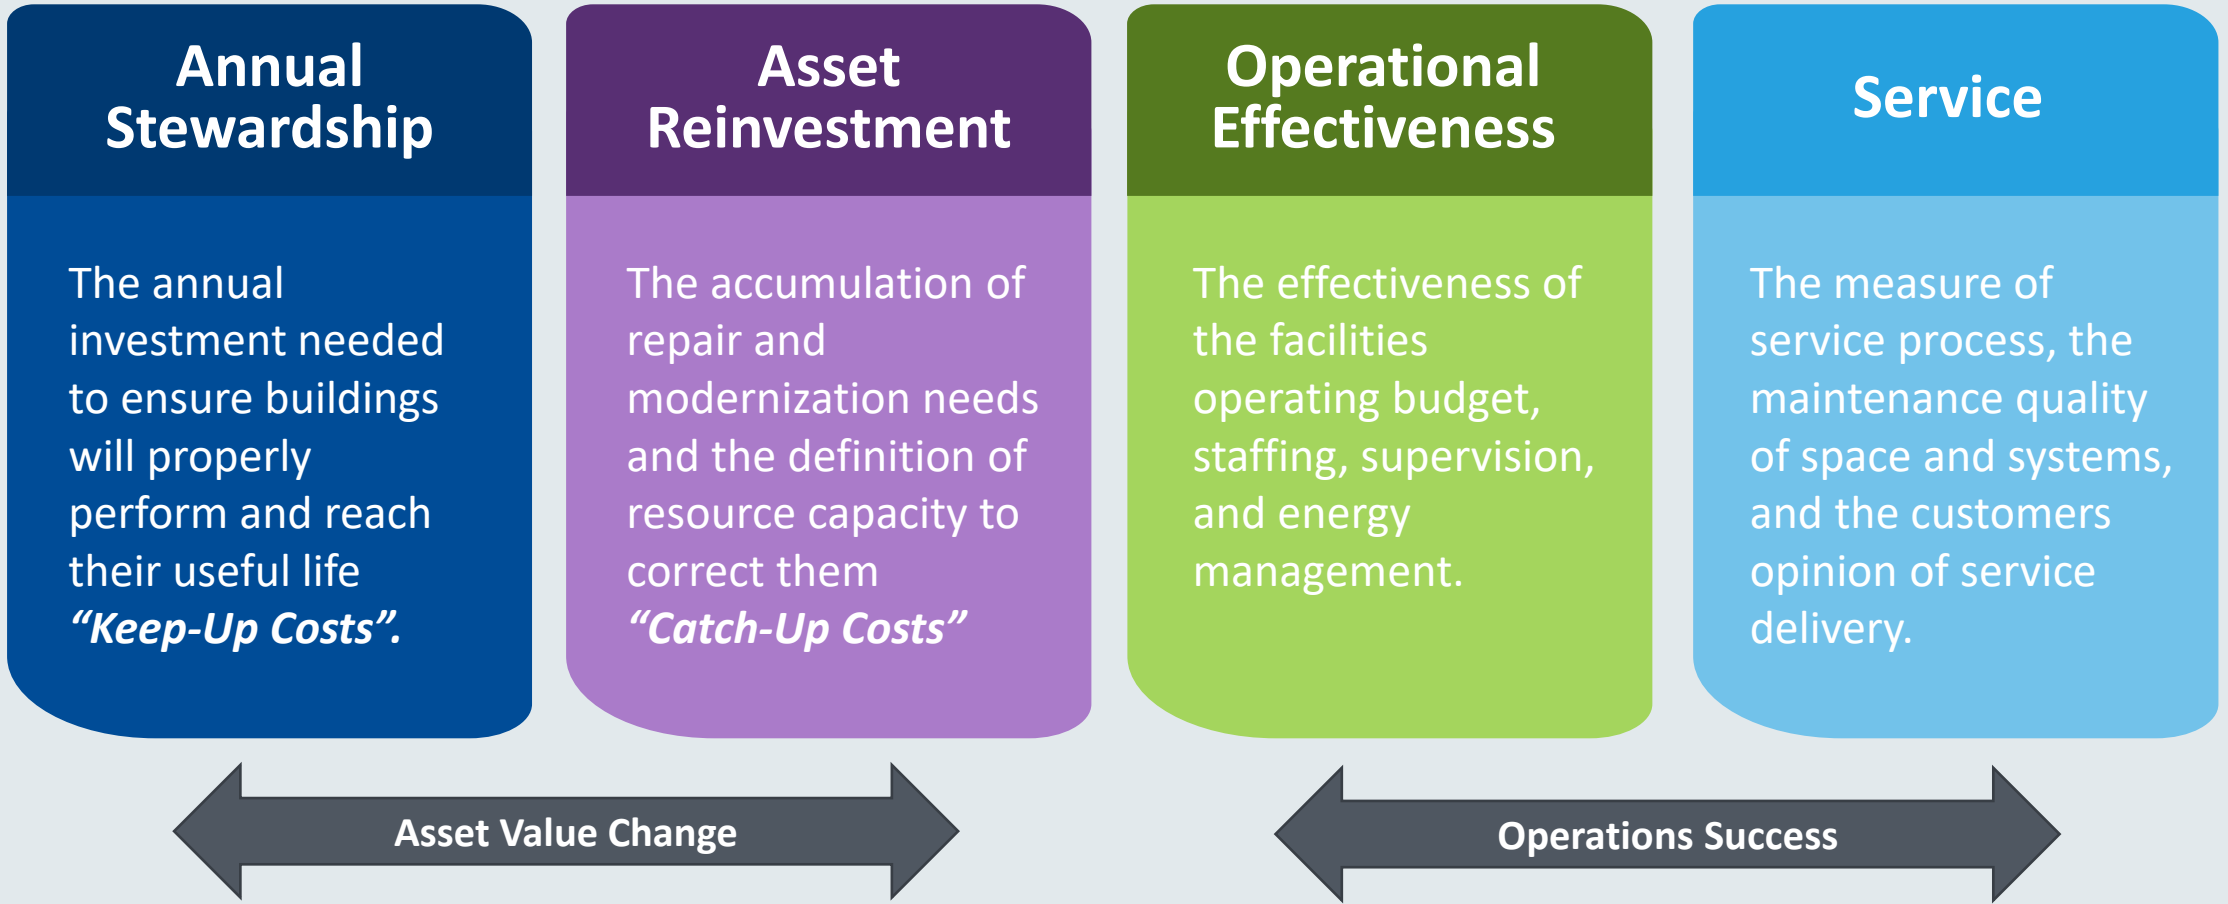 Annual
Stewardship
The annual
investment needed
to ensure buildings
will properly
perform and reach
their useful life
“Keep-Up Costs”.
Asset
Reinvestment
The accumulation of
repair and
modernization needs
and the definition of
resource capacity to
correct them
“Catch-Up Costs”
Operational
Effectiveness
The effectiveness of
the facilities
operating budget,
staffing, supervision,
and energy
management.
Service
The measure of
service process, the
maintenance quality
of space and systems,
and the customers
opinion of service
delivery.
Asset Value Change
Operations Success